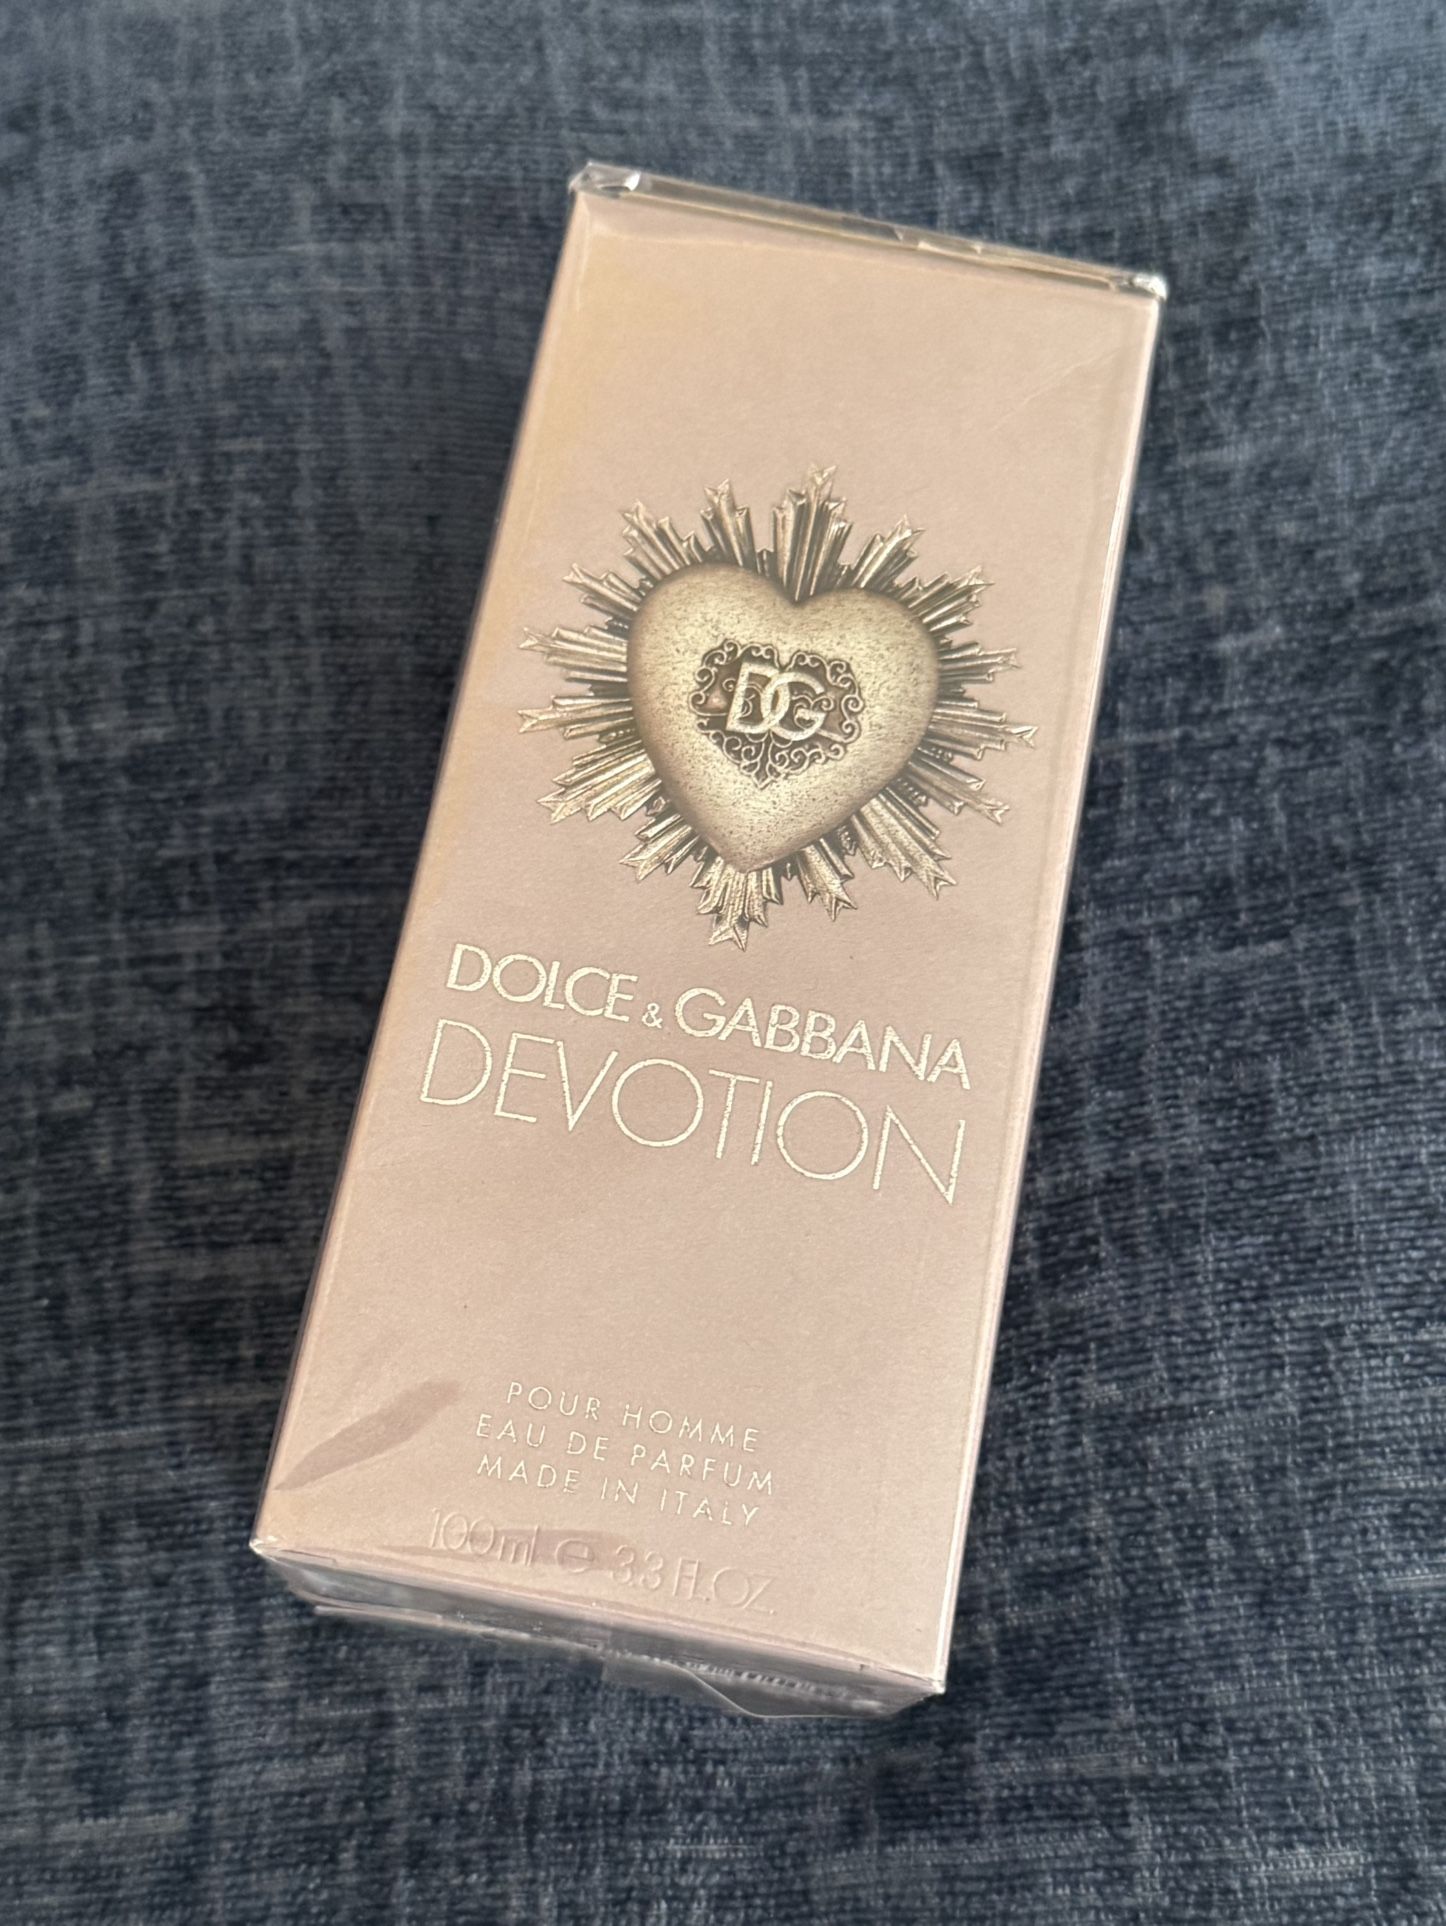 DG
DOLCE & GABBANA
DEVOTION
POUR HOMME
EAU DE PARFUM
MADE IN ITALY
100ml ℮ 3.3 FL.OZ.